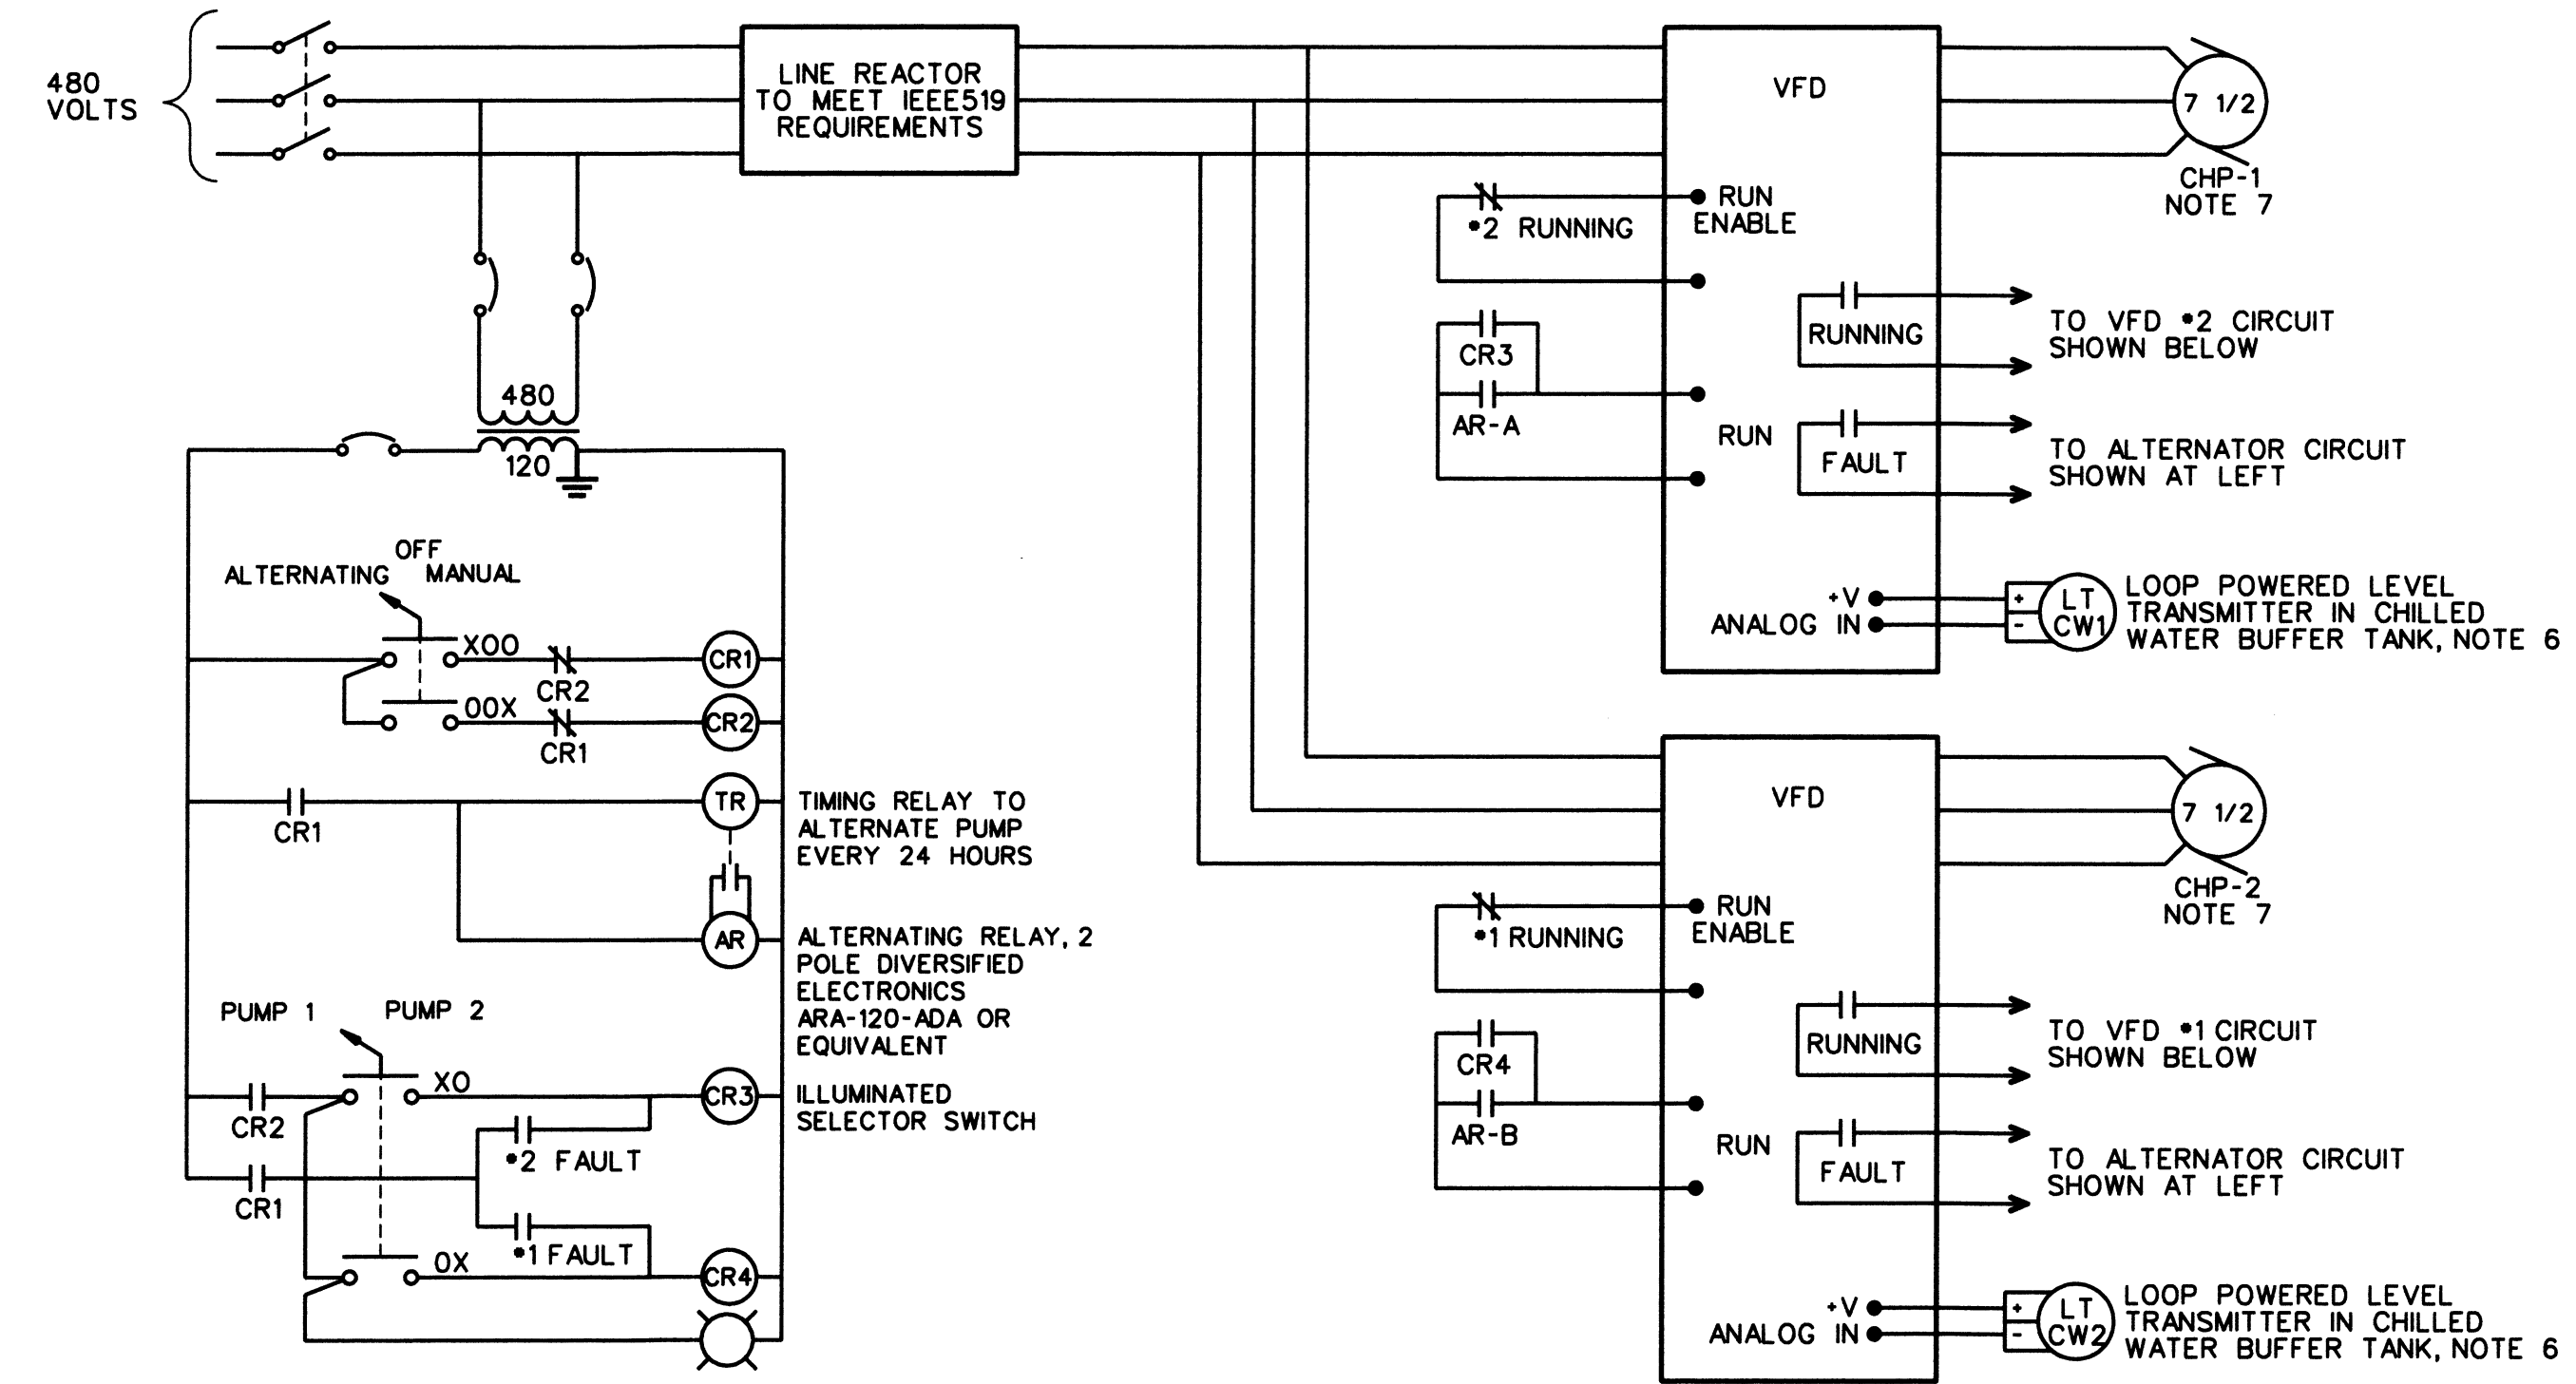 480
VOLTS
LINE REACTOR
TO MEET IEEE519
REQUIREMENTS
480
120
OFF
ALTERNATING MANUAL
XOO
CR2
CR1
OOX
CR1
CR2
CR1
TR
TIMING RELAY TO
ALTERNATE PUMP
EVERY 24 HOURS
AR
ALTERNATING RELAY, 2
POLE DIVERSIFIED
ELECTRONICS
ARA-120-ADA OR
EQUIVALENT
PUMP 1 PUMP 2
XO
CR2
CR3
ILLUMINATED
SELECTOR SWITCH
•2 FAULT
CR1
•1 FAULT
OX
CR4
VFD
7 1/2
CHP-1
NOTE 7
•2 RUNNING
RUN
ENABLE
CR3
AR-A
RUN
RUNNING
TO VFD •2 CIRCUIT
SHOWN BELOW
FAULT
TO ALTERNATOR CIRCUIT
SHOWN AT LEFT
+V
ANALOG IN
+
-
LT
CW1
LOOP POWERED LEVEL
TRANSMITTER IN CHILLED
WATER BUFFER TANK, NOTE 6
VFD
7 1/2
CHP-2
NOTE 7
•1 RUNNING
RUN
ENABLE
CR4
AR-B
RUN
RUNNING
TO VFD •1 CIRCUIT
SHOWN BELOW
FAULT
TO ALTERNATOR CIRCUIT
SHOWN AT LEFT
+V
ANALOG IN
+
-
LT
CW2
LOOP POWERED LEVEL
TRANSMITTER IN CHILLED
WATER BUFFER TANK, NOTE 6